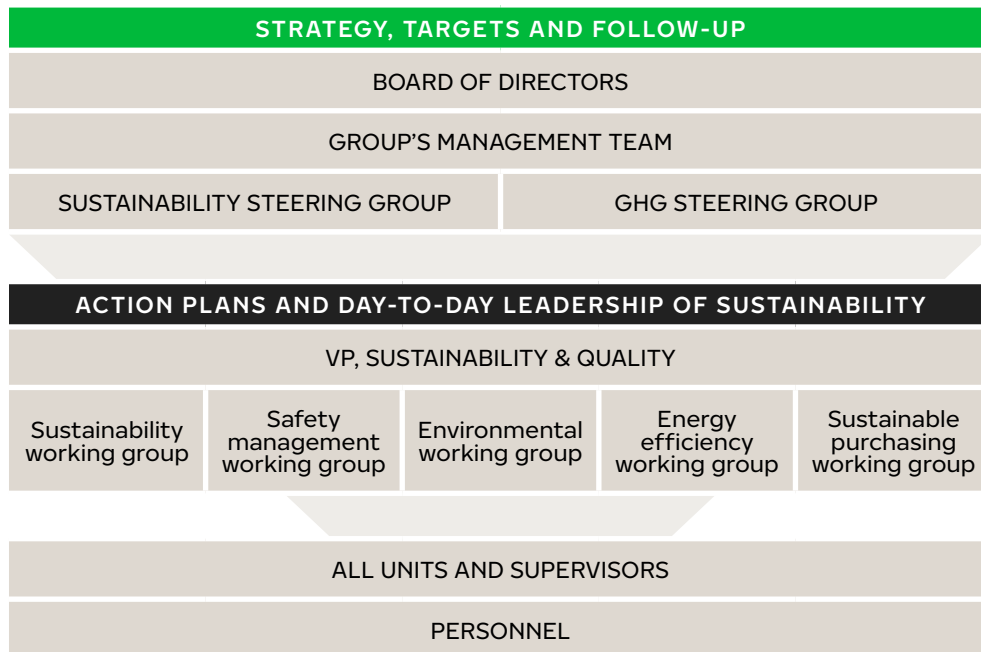 STRATEGY, TARGETS AND FOLLOW-UP
BOARD OF DIRECTORS
GROUP’S MANAGEMENT TEAM
SUSTAINABILITY STEERING GROUP
GHG STEERING GROUP
ACTION PLANS AND DAY-TO-DAY LEADERSHIP OF SUSTAINABILITY
VP, SUSTAINABILITY & QUALITY
Sustainability
working group
Safety
management
working group
Environmental
working group
Energy
efficiency
working group
Sustainable
purchasing
working group
ALL UNITS AND SUPERVISORS
PERSONNEL